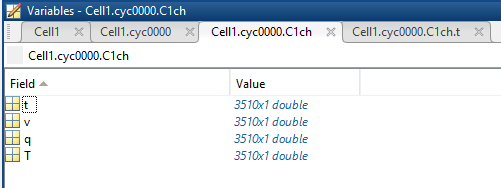 Variables - Cell1.cyc0000.C1ch
Cell1 Cell1.cyc0000 Cell1.cyc0000.C1ch Cell1.cyc0000.C1ch.t
Cell1.cyc0000.C1ch
Field Value
t 3510x1 double
v 3510x1 double
q 3510x1 double
T 3510x1 double